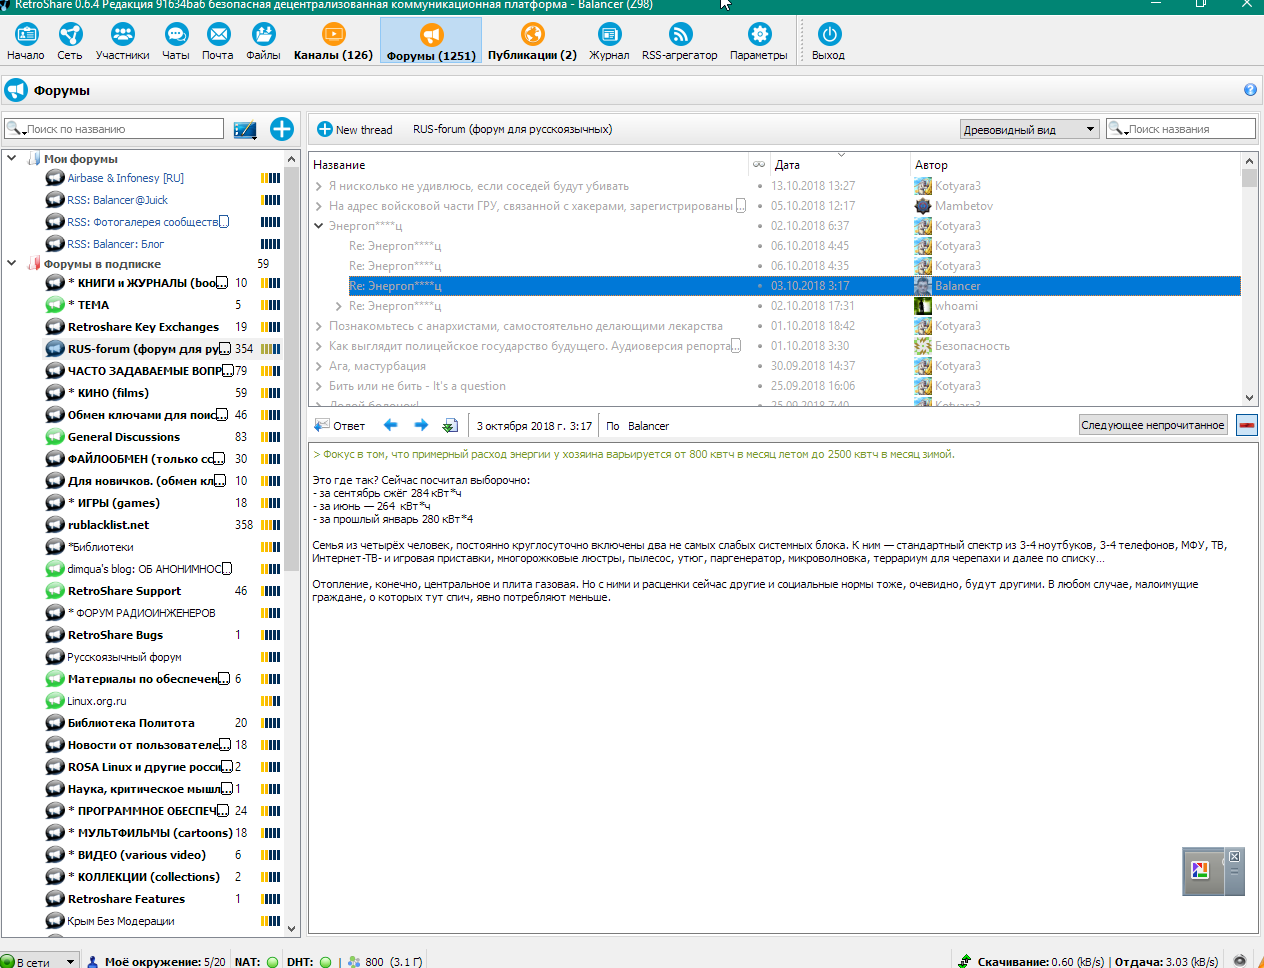 RetroShare 0.6.4 Редакция 91634ba6 безопасная децентрализованная коммуникационная платформа - Balancer (Z98)
Начало Сеть Участники Чаты Почта Файлы Каналы (126) Форумы (1251) Публикации (2) Журнал RSS-агрегатор Параметры Выход
Форумы
Поиск по названию
New thread RUS-forum (форум для русскоязычных) Древовидный вид Поиск названия
Мои форумы
Airbase & Infonesy [RU]
RSS: Balancer@Juick
RSS: Фотогалерея сообществ...
RSS: Balancer: Блог
Форумы в подписке 59
* КНИГИ и ЖУРНАЛЫ (boo... 10
* ТЕМА 5
Retroshare Key Exchanges 19
RUS-forum (форум для ру... 354
ЧАСТО ЗАДАВАЕМЫЕ ВОПР... 79
* КИНО (films) 59
Обмен ключами для поис... 46
General Discussions 83
ФАЙЛООБМЕН (только сс... 30
Для новичков. (обмен кл... 10
* ИГРЫ (games) 18
rublacklist.net 358
*Библиотеки
dimqua's blog: ОБ АНОНИМНОС...
RetroShare Support 46
* ФОРУМ РАДИОИНЖЕНЕРОВ
RetroShare Bugs 1
Русскоязычный форум
Материалы по обеспечен... 6
Linux.org.ru
Библиотека Политота 20
Новости от пользователе... 18
ROSA Linux и другие росси... 2
Наука, критическое мышл... 1
* ПРОГРАММНОЕ ОБЕСПЕЧ... 24
* МУЛЬТФИЛЬМЫ (cartoons) 18
* ВИДЕО (various video) 6
* КОЛЛЕКЦИИ (collections) 2
Retroshare Features 1
Крым Без Модерации
Название Дата Автор
Я нисколько не удивлюсь, если соседей будут убивать 13.10.2018 13:27 Kotyara3
На адрес войсковой части ГРУ, связанной с хакерами, зарегистрированы ... 05.10.2018 12:17 Mambetov
Энергоп****ц 02.10.2018 6:37 Kotyara3
Re: Энергоп****ц 06.10.2018 4:45 Kotyara3
Re: Энергоп****ц 06.10.2018 4:35 Kotyara3
Re: Энергоп****ц 03.10.2018 3:17 Balancer
Re: Энергоп****ц 02.10.2018 17:31 whoami
Познакомьтесь с анархистами, самостоятельно делающими лекарства 01.10.2018 18:42 Kotyara3
Как выглядит полицейское государство будущего. Аудиоверсия репорта... 01.10.2018 3:30 Безопасность
Ага, мастурбация 30.09.2018 14:37 Kotyara3
Бить или не бить - It's a question 25.09.2018 16:06 Kotyara3
25.09.2018 7:40 Kotyara3
Ответ 3 октября 2018 г. 3:17 По Balancer Следующее непрочитанное
> Фокус в том, что примерный расход энергии у хозяина варьируется от 800 квтч в месяц летом до 2500 квтч в месяц зимой.
Это где так? Сейчас посчитал выборочно:
- за сентябрь сжёг 284 кВт*ч
- за июнь — 264 кВт*ч
- за прошлый январь 280 кВт*4
Семья из четырёх человек, постоянно круглосуточно включены два не самых слабых системных блока. К ним — стандартный спектр из 3-4 ноутбуков, 3-4 телефонов, МФУ, ТВ,
Интернет-ТВ- и игровая приставки, многорожковые люстры, пылесос, утюг, парогенератор, микроволновка, террариум для черепахи и далее по списку...
Отопление, конечно, центральное и плита газовая. Но с ними и расценки сейчас другие и социальные нормы тоже, очевидно, будут другими. В любом случае, малоимущие
граждане, о которых тут спич, явно потребляют меньше.
В сети Моё окружение: 5/20 NAT: DHT: | 800 (3.1 Г) Скачивание: 0.60 (kB/s) | Отдача: 3.03 (kB/s)